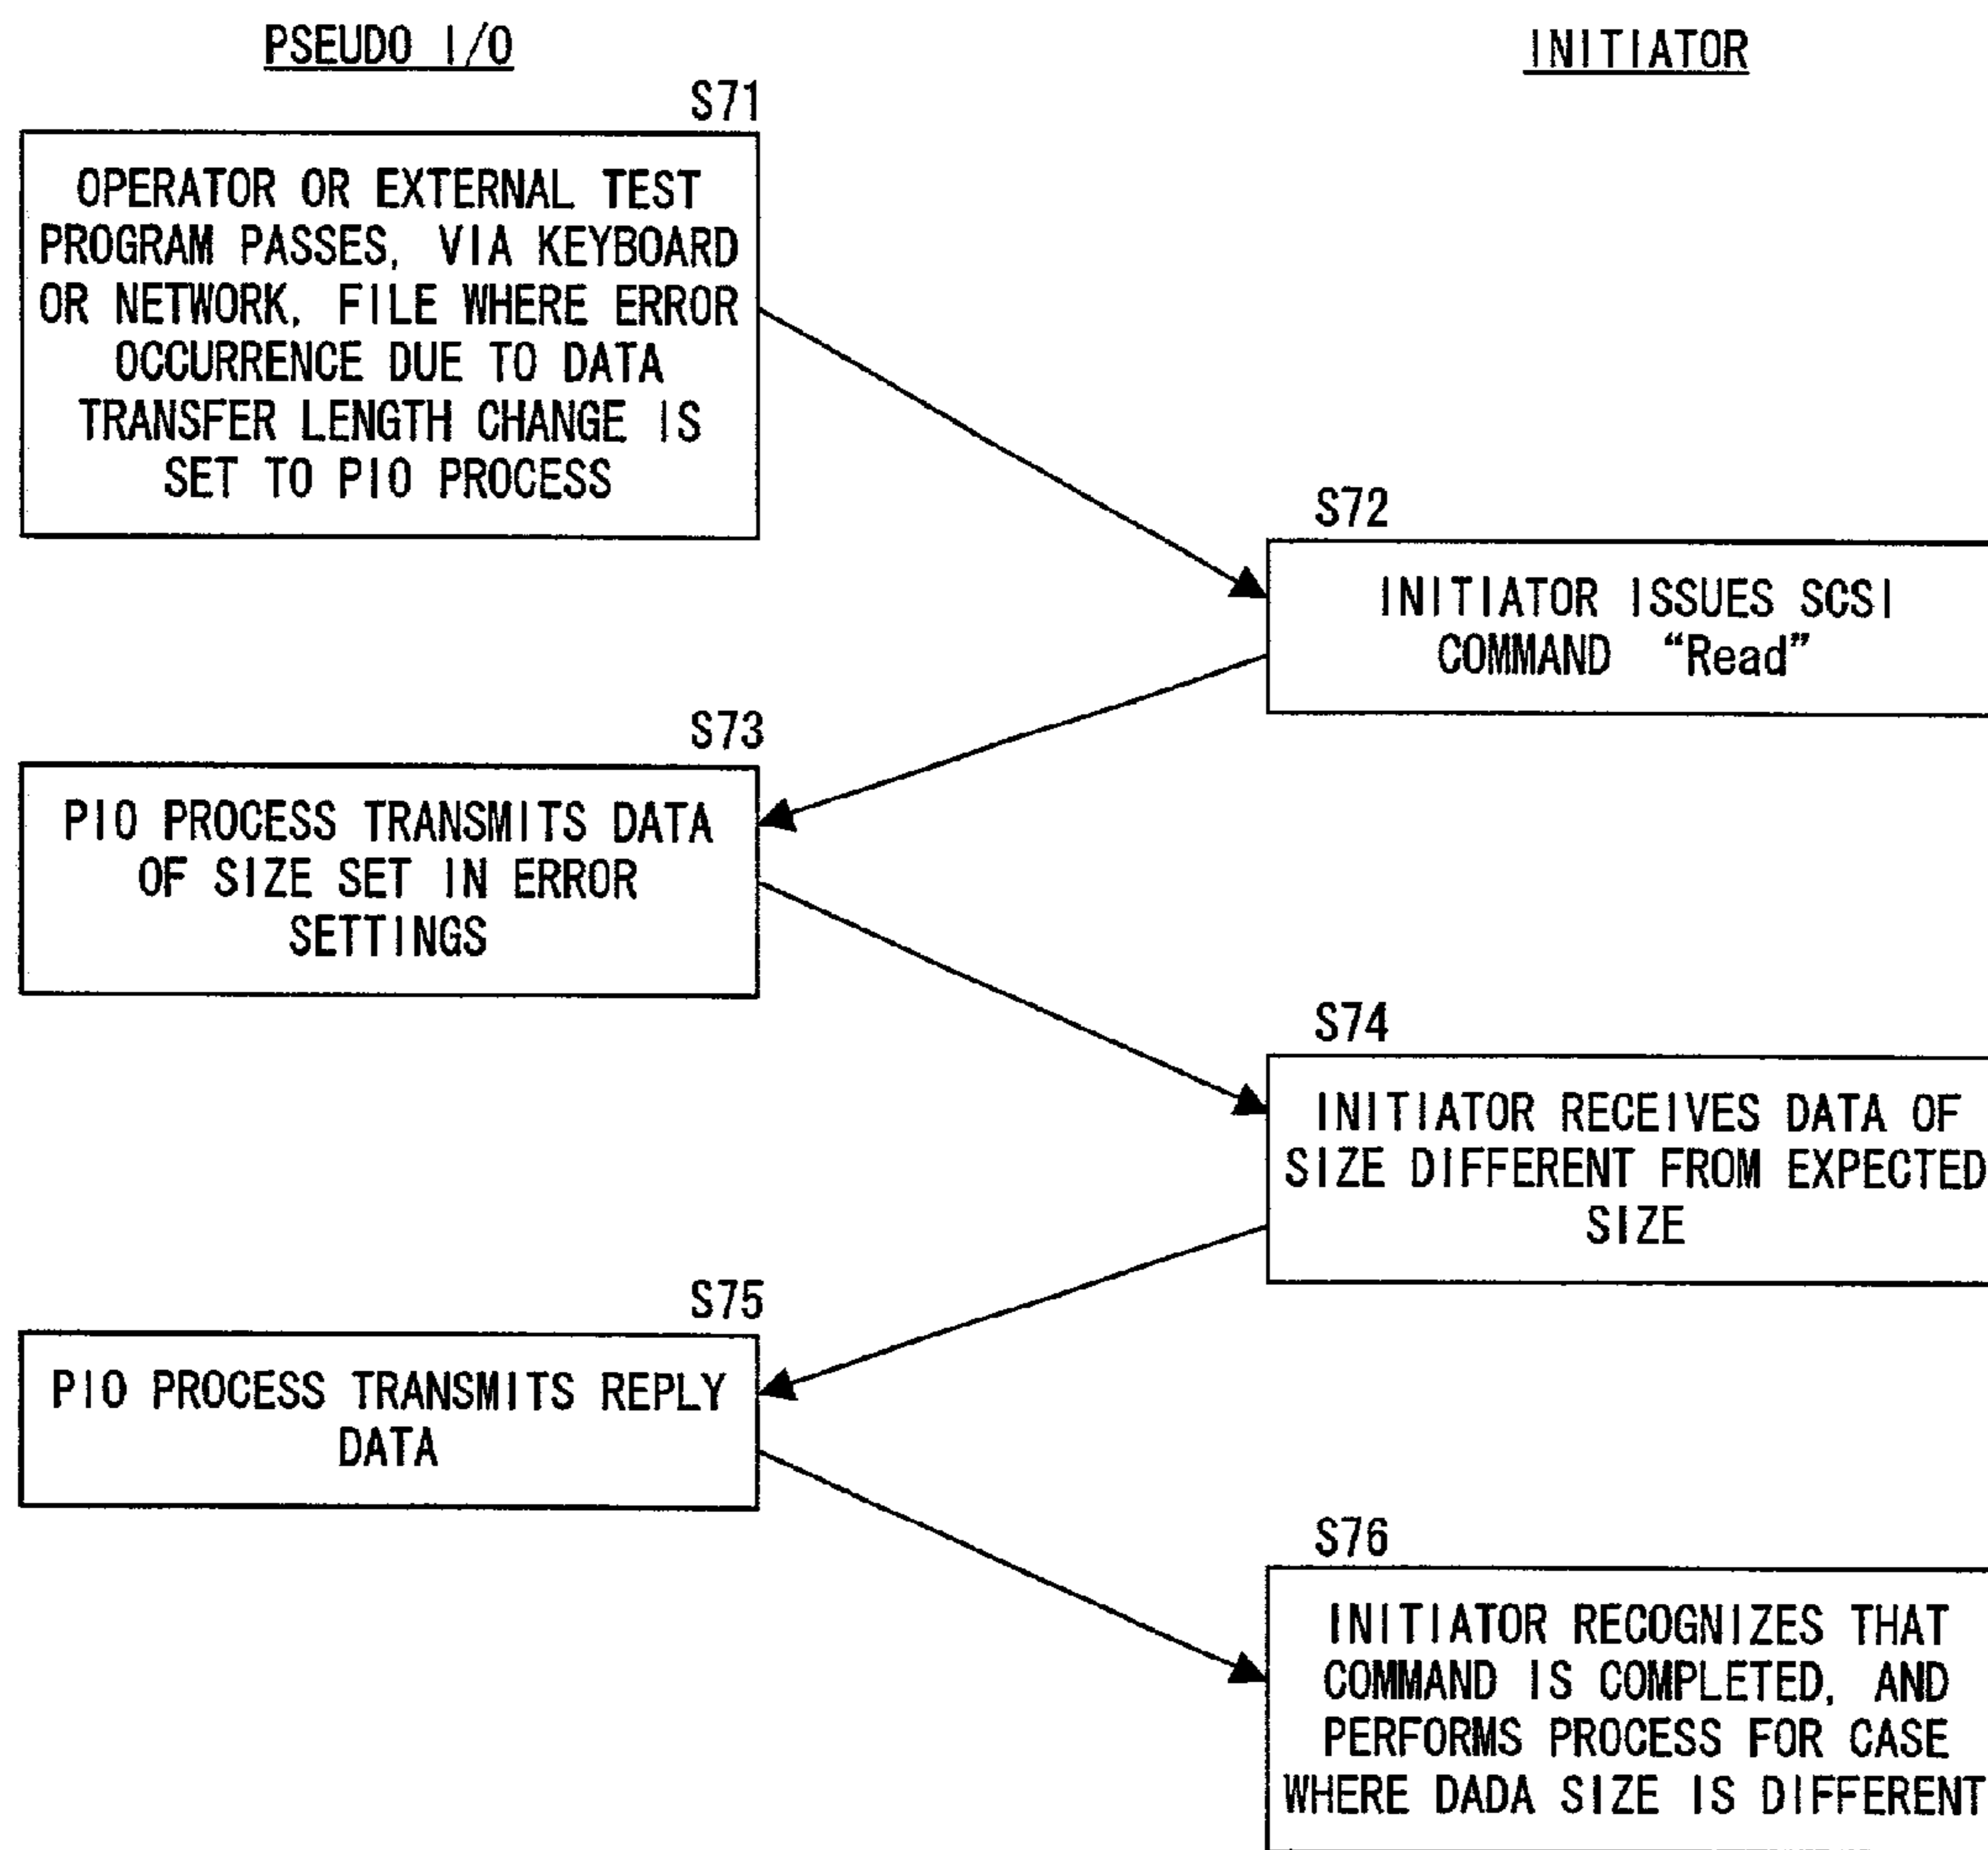 PSEUDO I/O
INITIATOR
S71
OPERATOR OR EXTERNAL TEST
PROGRAM PASSES, VIA KEYBOARD
OR NETWORK, FILE WHERE ERROR
OCCURRENCE DUE TO DATA
TRANSFER LENGTH CHANGE IS
SET TO PIO PROCESS
S72
INITIATOR ISSUES SCSI
COMMAND “Read”
S73
PIO PROCESS TRANSMITS DATA
OF SIZE SET IN ERROR
SETTINGS
S74
INITIATOR RECEIVES DATA OF
SIZE DIFFERENT FROM EXPECTED
SIZE
S75
PIO PROCESS TRANSMITS REPLY
DATA
S76
INITIATOR RECOGNIZES THAT
COMMAND IS COMPLETED, AND
PERFORMS PROCESS FOR CASE
WHERE DADA SIZE IS DIFFERENT